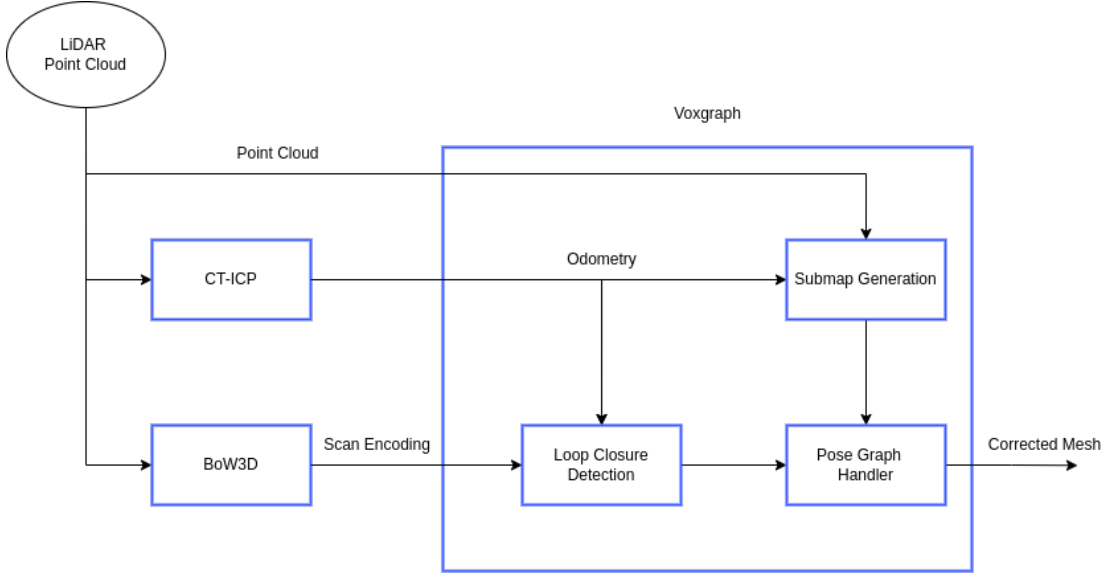 LiDAR
Point Cloud
Voxgraph
Point Cloud
CT-ICP
Odometry
Submap Generation
BoW3D
Scan Encoding
Loop Closure
Detection
Pose Graph
Handler
Corrected Mesh